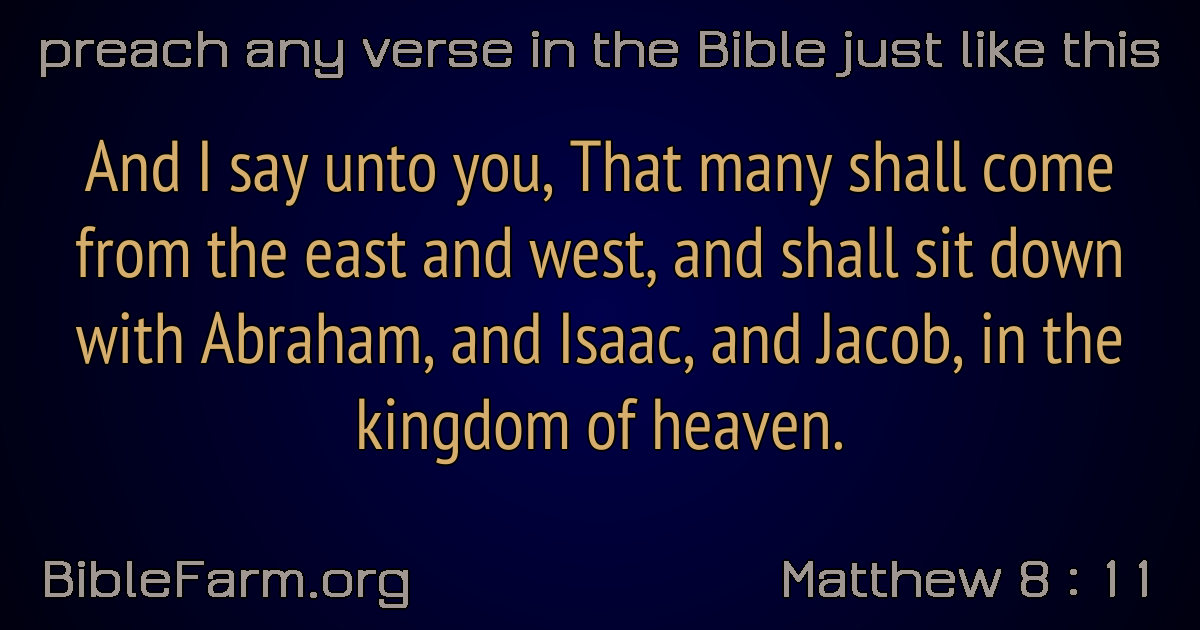 preach any verse in the Bible just like this
And I say unto you, That many shall come
from the east and west, and shall sit down
with Abraham, and Isaac, and Jacob, in the
kingdom of heaven.
BibleFarm.org
Matthew 8 : 11